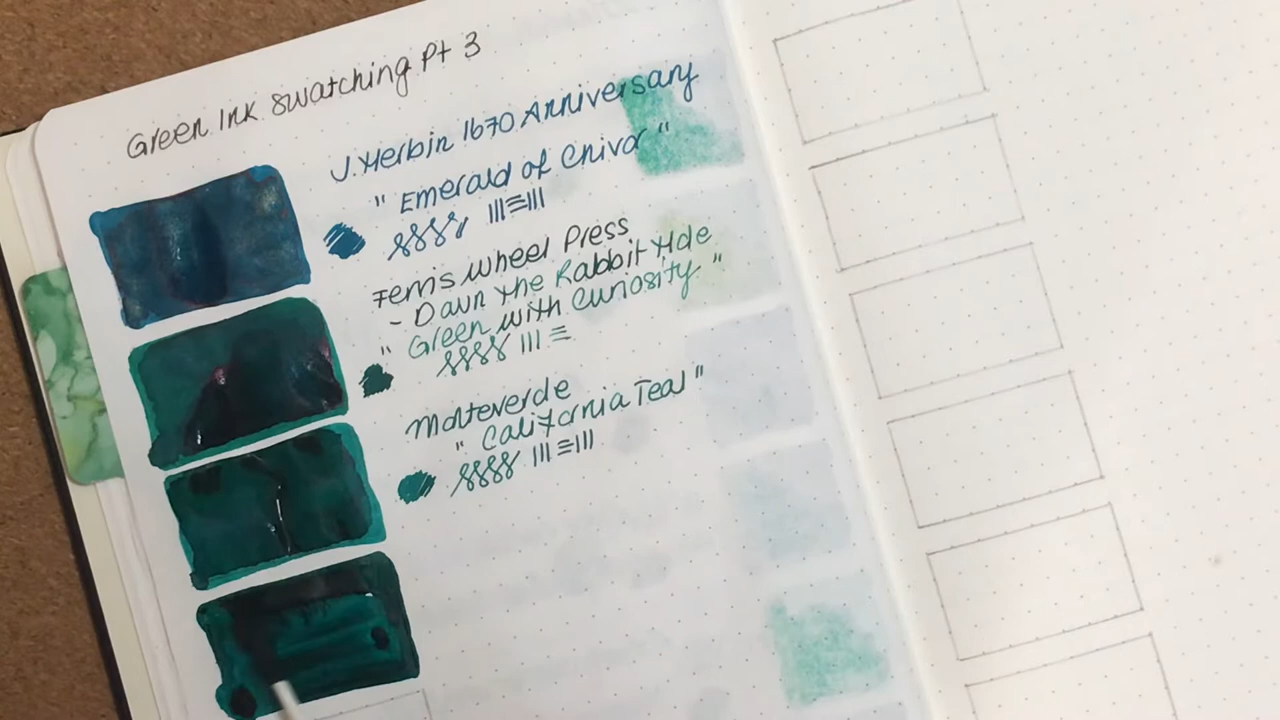 Green Ink Swatching Pt 3
J. Herbin 1670 Anniversary
" Emerald of Chivor "
Ferris Wheel Press
- Down the Rabbit Hole
" Green with Curiosity "
Monteverde
" California Teal "